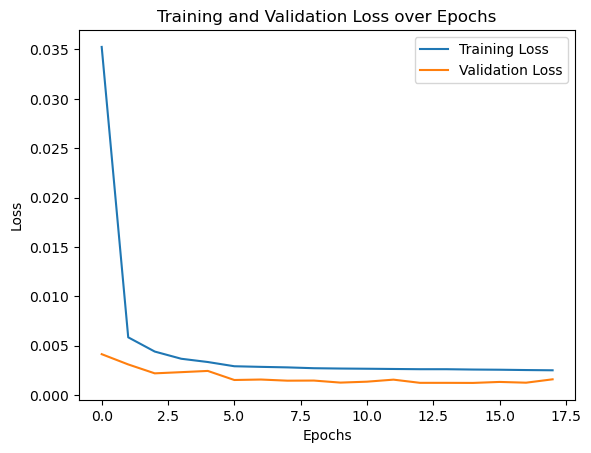 Training and Validation Loss over Epochs
Training Loss
Validation Loss
0.035
0.030
0.025
0.020
0.015
0.010
0.005
0.000
Loss
0.0 2.5 5.0 7.5 10.0 12.5 15.0 17.5
Epochs